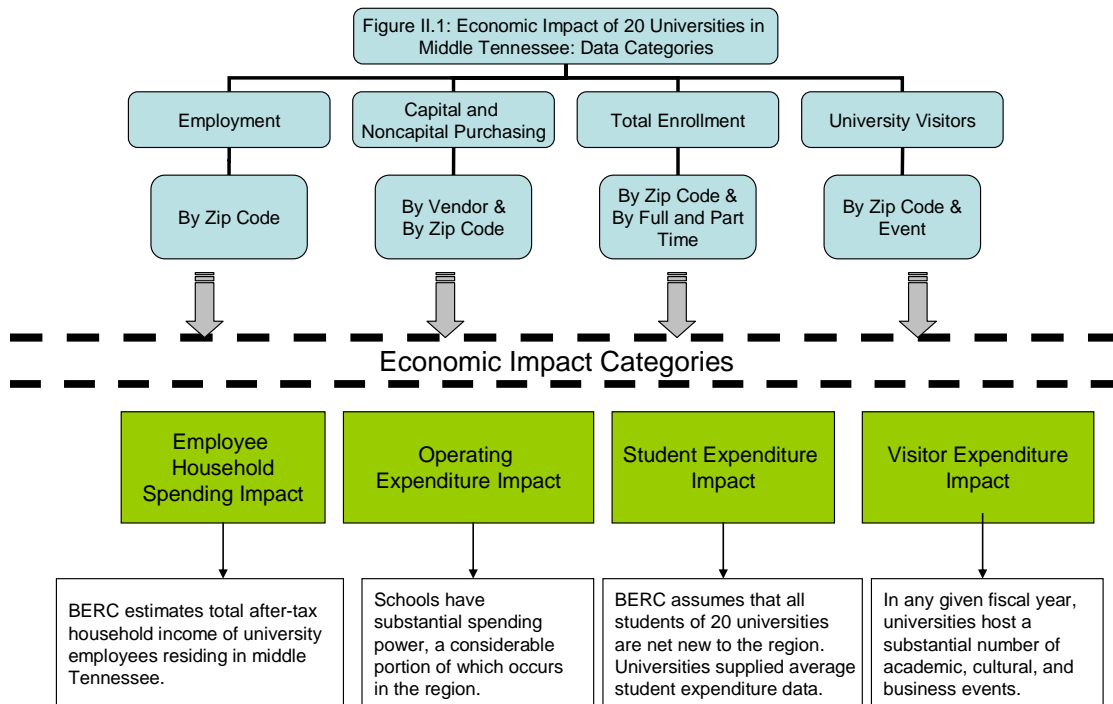 Figure II.1: Economic Impact of 20 Universities in
Middle Tennessee: Data Categories
Employment
Capital and
Noncapital Purchasing
Total Enrollment
University Visitors
By Zip Code
By Vendor &
By Zip Code
By Zip Code &
By Full and Part
Time
By Zip Code &
Event
Economic Impact Categories
Employee
Household
Spending Impact
Operating
Expenditure Impact
Student Expenditure
Impact
Visitor Expenditure
Impact
BERC estimates total after-tax
household income of university
employees residing in middle
Tennessee.
Schools have
substantial spending
power, a considerable
portion of which occurs
in the region.
BERC assumes that all
students of 20 universities
are net new to the region.
Universities supplied average
student expenditure data.
In any given fiscal year,
universities host a
substantial number of
academic, cultural, and
business events.